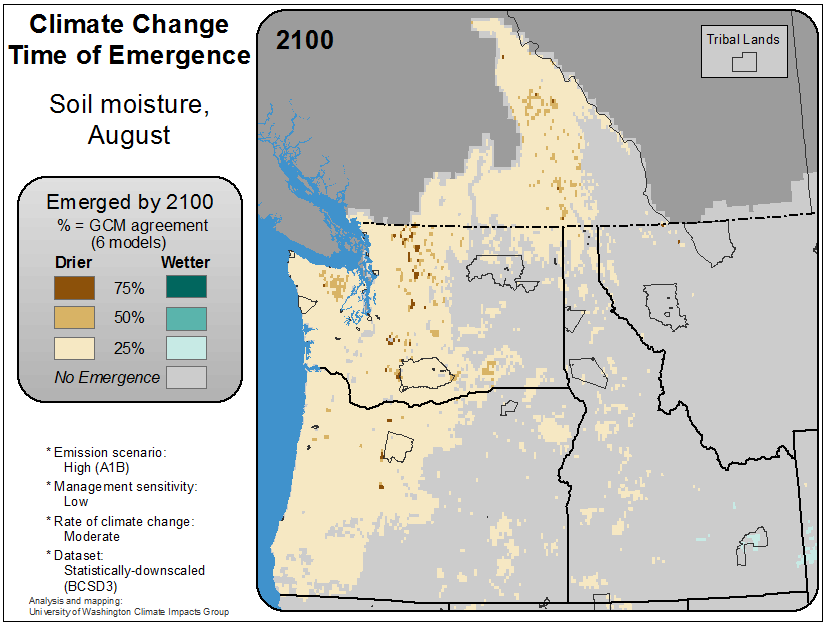 Climate Change
Time of Emergence
Soil moisture,
August
Emerged by 2100
% = GCM agreement
(6 models)
Drier Wetter
75%
50%
25%
No Emergence
* Emission scenario:
High (A1B)
* Management sensitivity:
Low
* Rate of climate change:
Moderate
* Dataset:
Statistically-downscaled
(BCSD3)
Analysis and mapping:
University of Washington Climate Impacts Group
2100
Tribal Lands